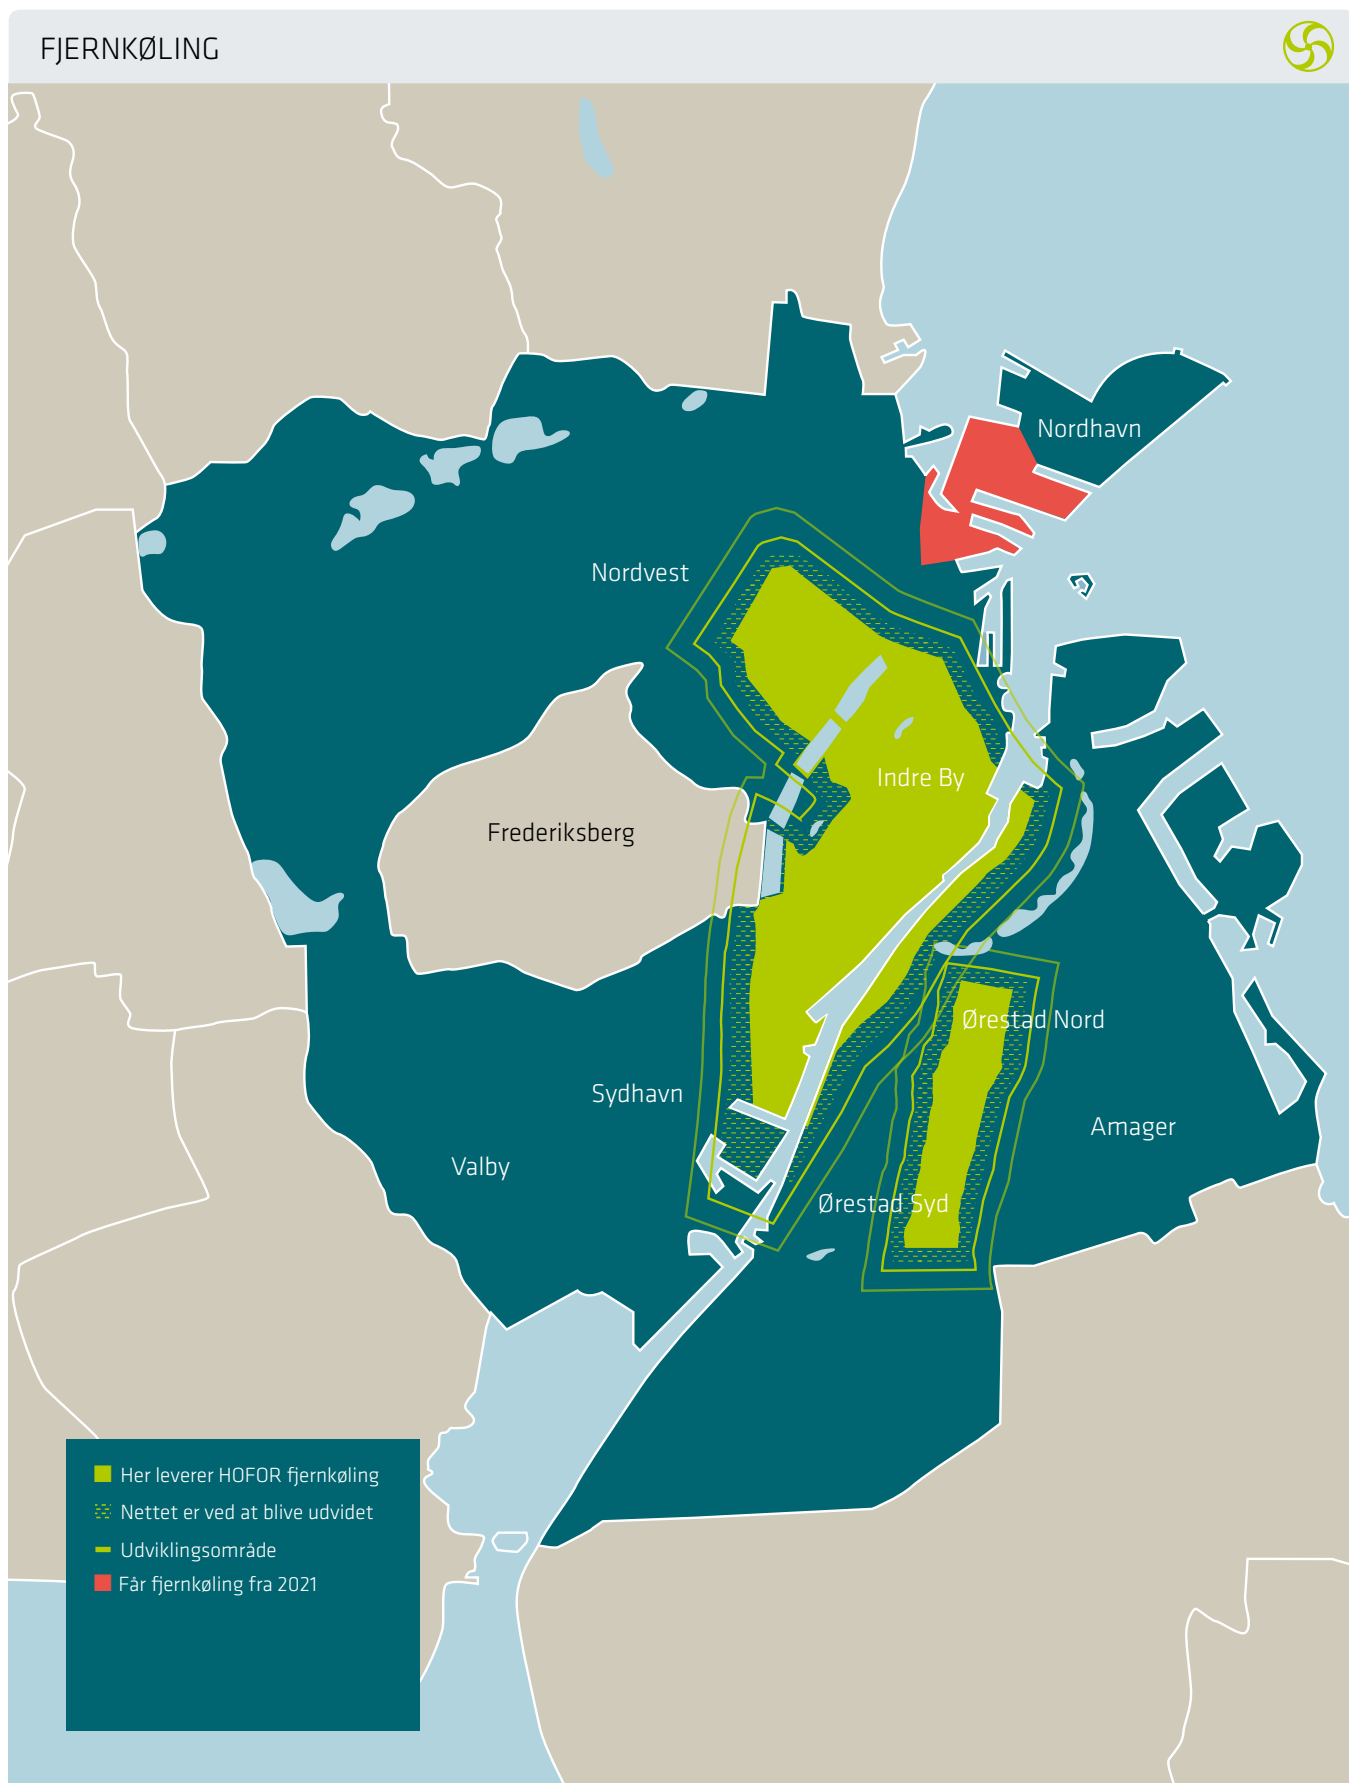 FJERNKØLING
Nordhavn
Nordvest
Indre By
Frederiksberg
Ørestad Nord
Sydhavn
Amager
Valby
Ørestad Syd
Her leverer HOFOR fjernkøling
Nettet er ved at blive udvidet
Udviklingsområde
Får fjernkøling fra 2021